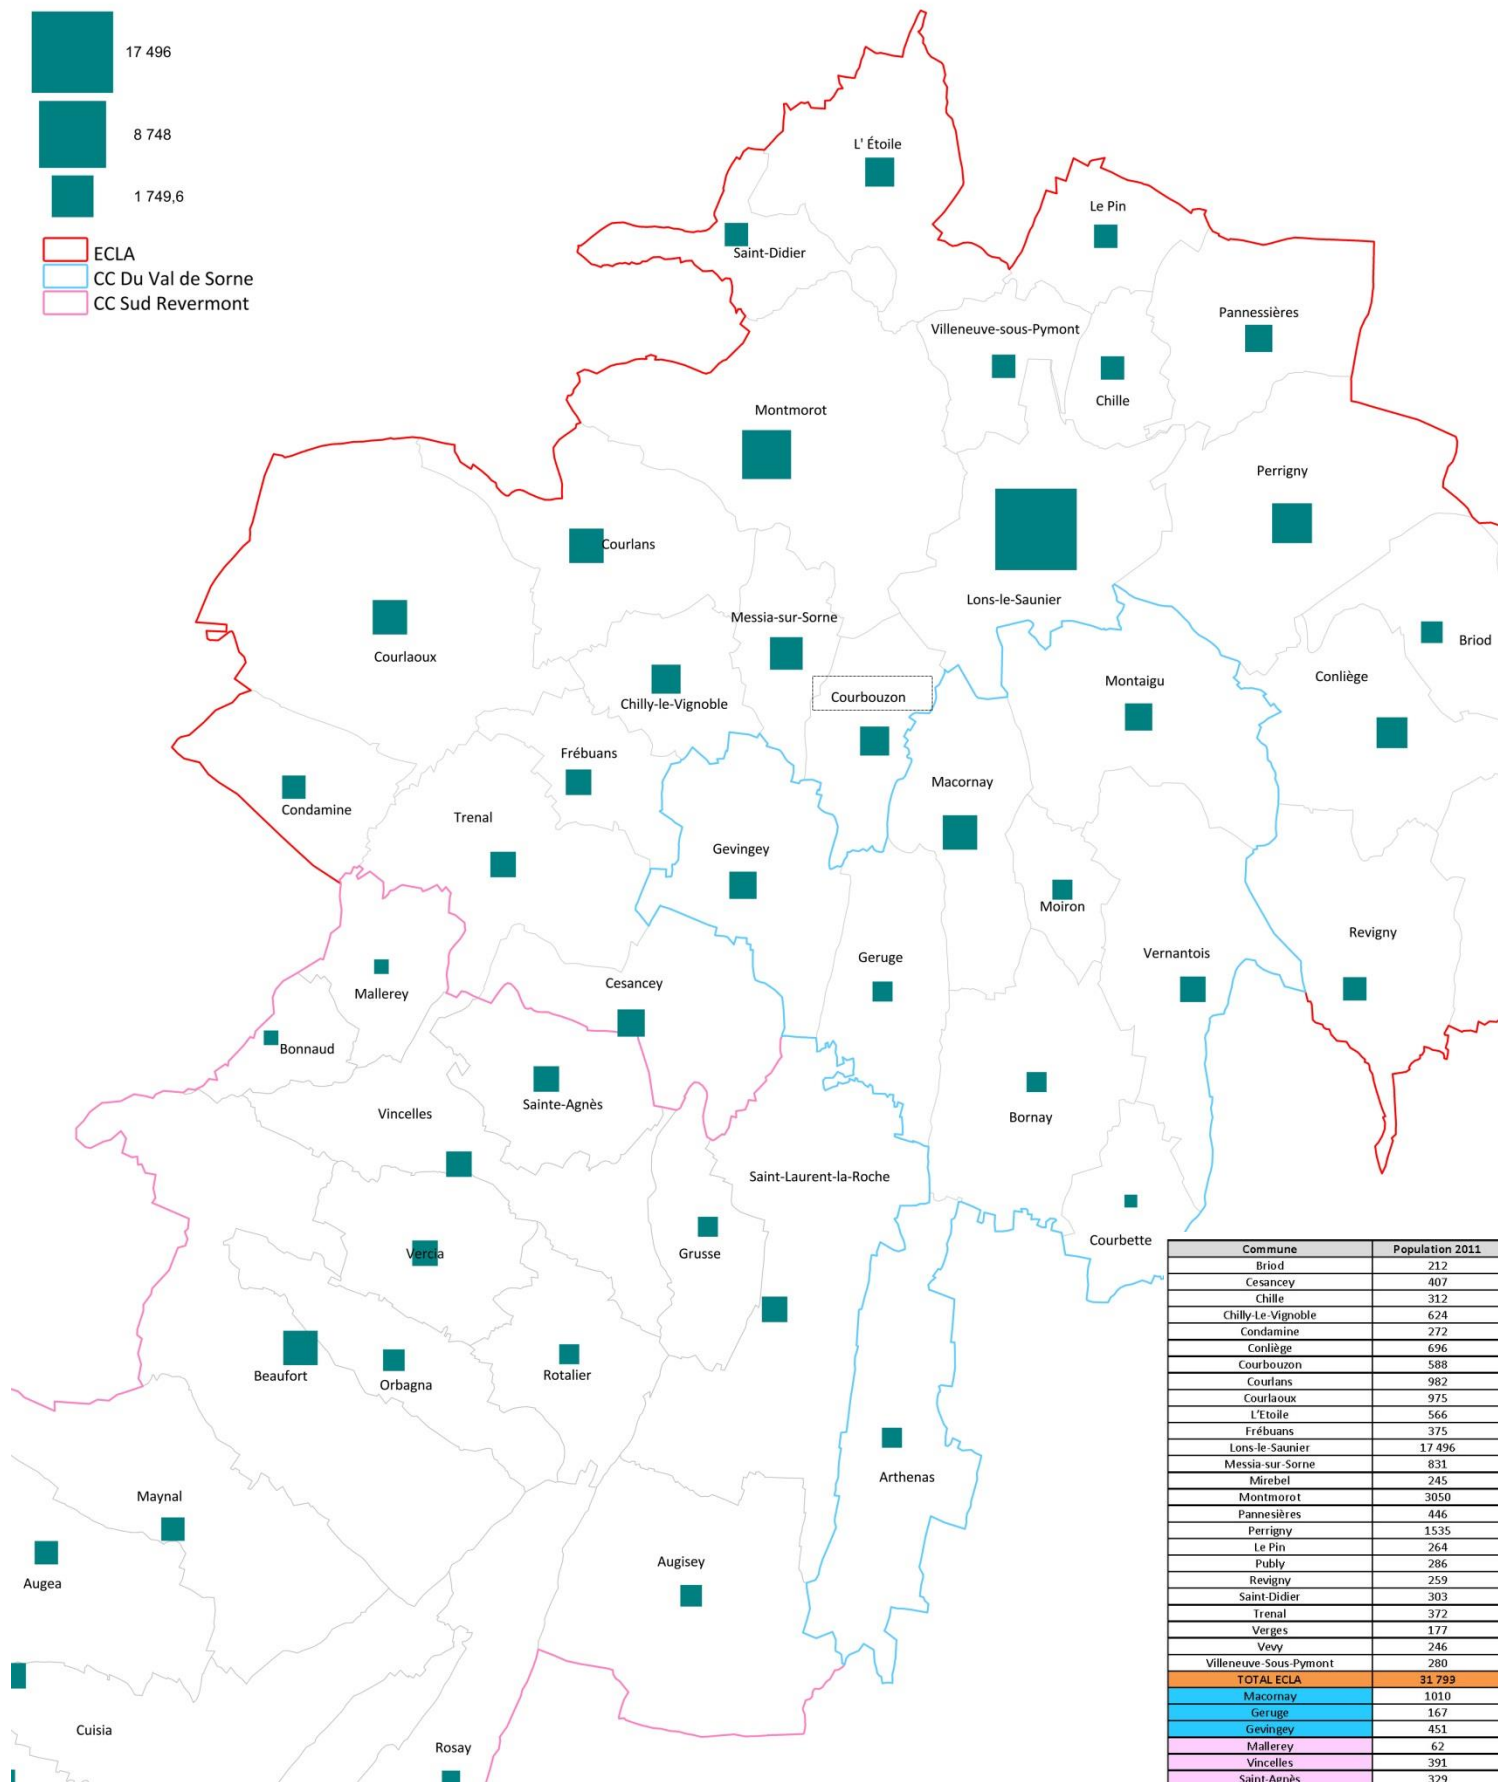 17 496
8 748
1 749,6
ECLA
CC Du Val de Sorne
CC Sud Revermont
L' Étoile
Le Pin
Saint-Didier
Pannessières
Villeneuve-sous-Pymont
Chille
Montmorot
Perrigny
Courlans
Lons-le-Saunier
Messia-sur-Sorne
Briod
Courlaoux
Conliège
Montaigu
Chilly-le-Vignoble
Courbouzon
Frébuans
Macornay
Condamine
Trenal
Gevingey
Moiron
Revigny
Vernantois
Geruge
Cesancey
Mallerey
Bonnaud
Sainte-Agnès
Vincelles
Bornay
Saint-Laurent-la-Roche
Courbette
Grusse
Vercia
Beaufort
Orbagna
Rotalier
Arthenas
Maynal
Augisey
Augea
Cuisia
Rosay
Commune Population 2011
Briod 212
Cesancey 407
Chille 312
Chilly-Le-Vignoble 624
Condamine 272
Conliège 696
Courbouzon 588
Courlans 982
Courlaoux 975
L'Etoile 566
Frébuans 375
Lons-le-Saunier 17 496
Messia-sur-Sorne 831
Mirebel 245
Montmorot 3050
Pannesières 446
Perrigny 1535
Le Pin 264
Publy 286
Revigny 259
Saint-Didier 303
Trenal 372
Verges 177
Vevy 246
Villeneuve-Sous-Pymont 280
TOTAL ECLA 31 799
Macornay 1010
Geruge 167
Gevingey 451
Mallerey 62
Vincelles 391
Saint-Agnès 329